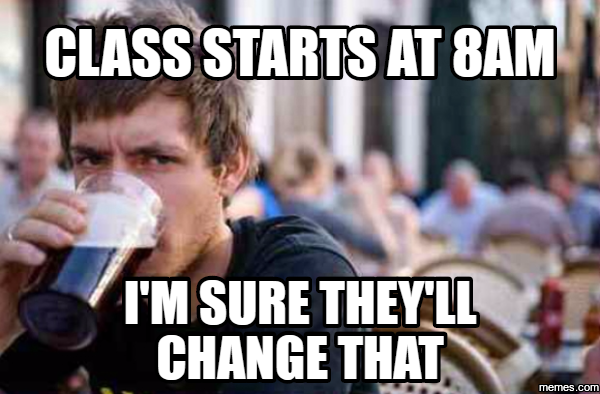 CLASS STARTS AT 8AM
I'M SURE THEY'LL
CHANGE THAT
memes.com